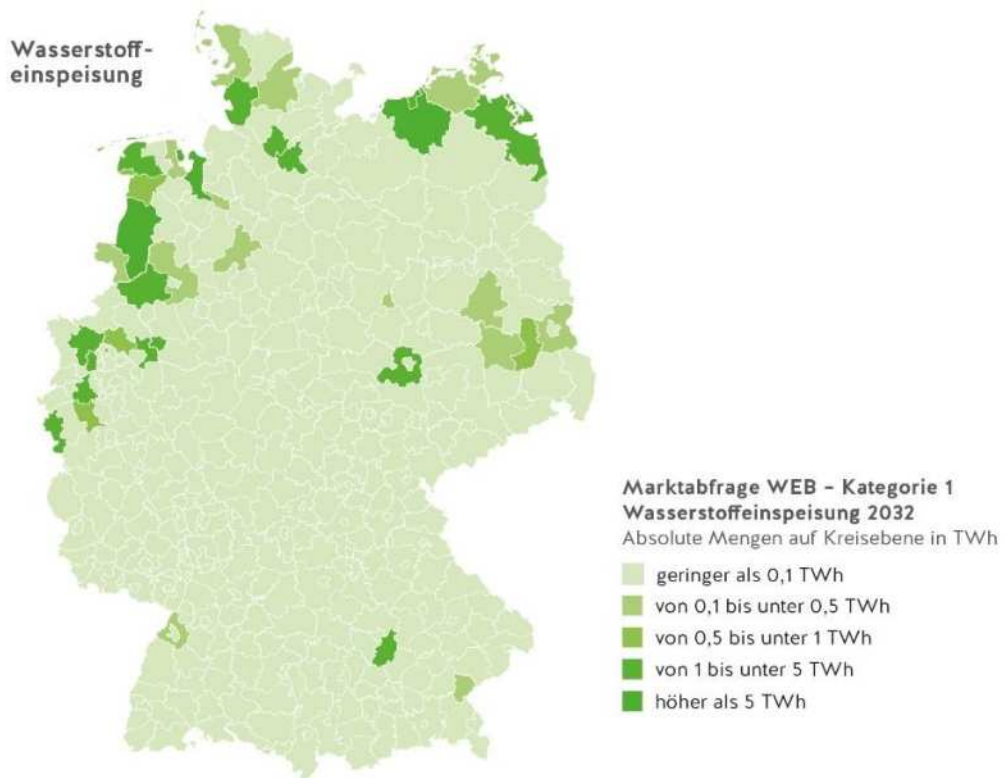 Wasserstoff-
einspeisung
Marktabfrage WEB – Kategorie 1
Wasserstoffeinspeisung 2032
Absolute Mengen auf Kreisebene in TWh
geringer als 0,1 TWh
von 0,1 bis unter 0,5 TWh
von 0,5 bis unter 1 TWh
von 1 bis unter 5 TWh
höher als 5 TWh